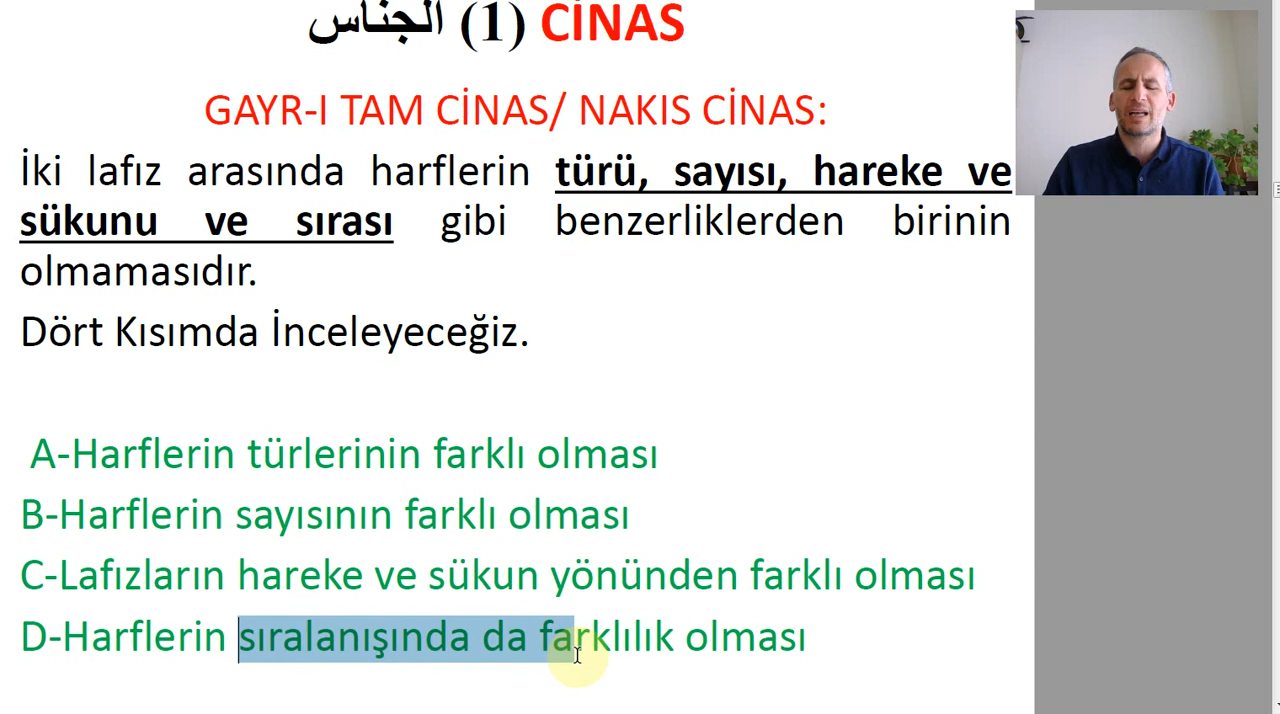 الجناس (1) CİNAS
GAYR-I TAM CİNAS/ NAKIS CİNAS:
İki lafız arasında harflerin türü, sayısı, hareke ve
sükunu ve sırası gibi benzerliklerden birinin
olmamasıdır.
Dört Kısımda İnceleyeceğiz.
A-Harflerin türlerinin farklı olması
B-Harflerin sayısının farklı olması
C-Lafızların hareke ve sükun yönünden farklı olması
D-Harflerin sıralanışında da farklılık olması